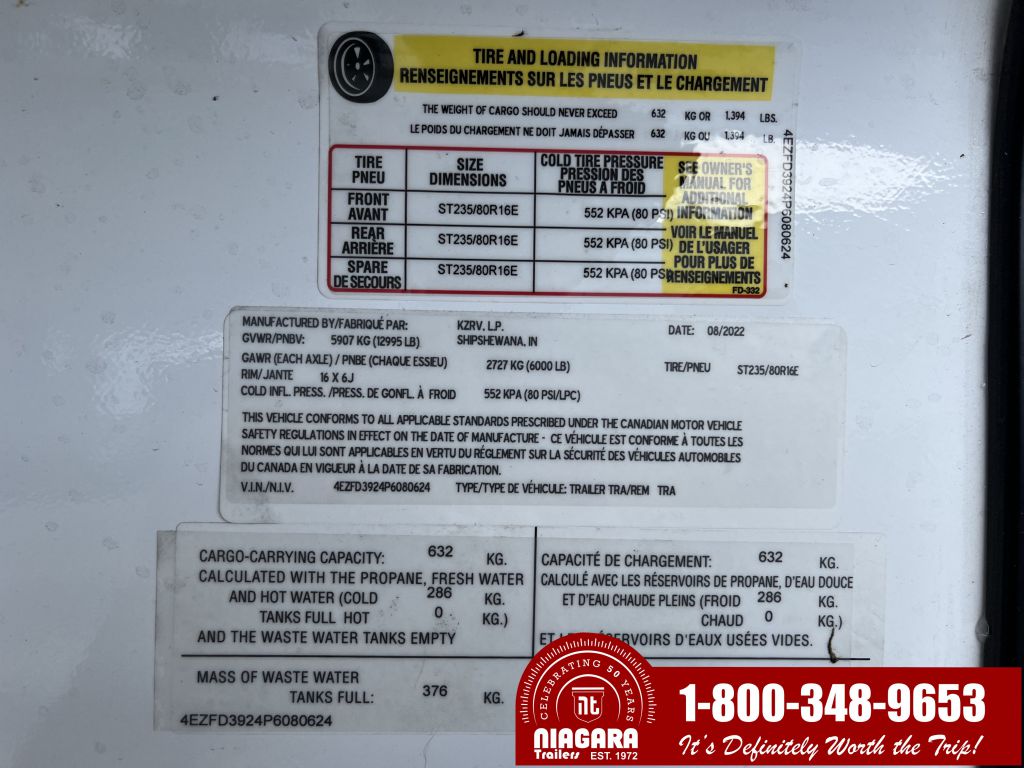 TIRE AND LOADING INFORMATION
RENSEIGNEMENTS SUR LES PNEUS ET LE CHARGEMENT
THE WEIGHT OF CARGO SHOULD NEVER EXCEED 632 KG OR 1,394 LBS.
LE POIDS DU CHARGEMENT NE DOIT JAMAIS DÉPASSER 632 KG OU 1,394 LB.
TIRE PNEU SIZE DIMENSIONS COLD TIRE PRESSURE PRESSION DES PNEUS A FROID
FRONT AVANT ST235/80R16E 552 KPA (80 PSI)
REAR ARRIÈRE ST235/80R16E 552 KPA (80 PSI)
SPARE DE SECOURS ST235/80R16E 552 KPA (80 PSI
SEE OWNER'S
MANUAL FOR
ADDITIONAL
INFORMATION
VOIR LE MANUEL
DE L'USAGER
POUR PLUS DE
RENSEIGNEMENTS
FD-332
4EZFD3924P6080624
MANUFACTURED BY/FABRIQUÉ PAR: KZRV, L.P. DATE: 08/2022
GVWR/PNBV: 5907 KG (12995 LB) SHIPSHEWANA, IN
GAWR (EACH AXLE) / PNBE (CHAQUE ESSIEU) 2727 KG (6000 LB) TIRE/PNEU ST235/80R16E
RIM/JANTE 16 X 6J
COLD INFL. PRESS. /PRESS. DE GONFL. À FROID 552 KPA (80 PSI/LPC)
THIS VEHICLE CONFORMS TO ALL APPLICABLE STANDARDS PRESCRIBED UNDER THE CANADIAN MOTOR VEHICLE
SAFETY REGULATIONS IN EFFECT ON THE DATE OF MANUFACTURE - CE VÉHICULE EST CONFORME À TOUTES LES
NORMES QUI LUI SONT APPLICABLES EN VERTU DU RÉGLEMENT SUR LA SÉCURITÉ DES VÉHICULES AUTOMOBILES
DU CANADA EN VIGUEUR À LA DATE DE SA FABRICATION.
V.I.N./N.I.V. 4EZFD3924P6080624 TYPE/TYPE DE VÉHICULE: TRAILER TRA/REM TRA
CARGO-CARRYING CAPACITY: 632 KG.
CALCULATED WITH THE PROPANE, FRESH WATER
AND HOT WATER (COLD 286 KG.
TANKS FULL HOT 0 KG.)
AND THE WASTE WATER TANKS EMPTY
CAPACITÉ DE CHARGEMENT: 632 KG.
CALCULÉ AVEC LES RÉSERVOIRS DE PROPANE, D'EAU DOUCE
ET D'EAU CHAUDE PLEINS (FROID 286 KG.
CHAUD 0 KG.)
ET RÉSERVOIRS D'EAUX USÉES VIDES.
MASS OF WASTE WATER
TANKS FULL: 376 KG.
4EZFD3924P6080624
CELEBRATING 50 YEARS
nt
NIAGARA
Trailers EST. 1972
1-800-348-9653
It's Definitely Worth the Trip!